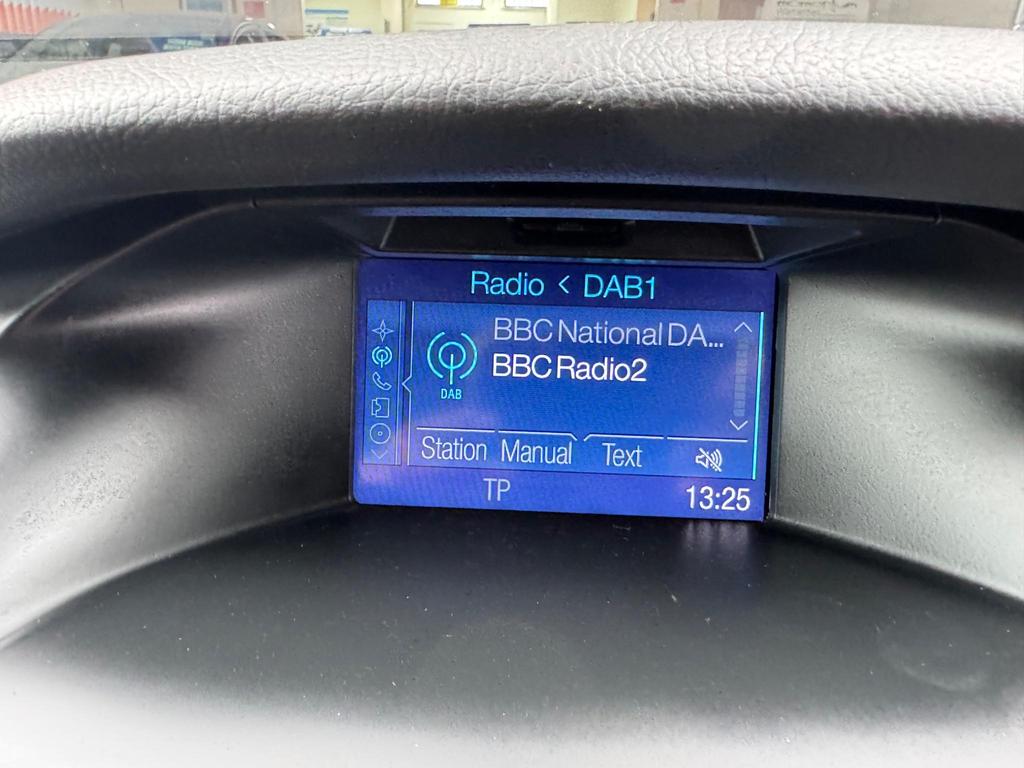 Radio < DAB1
BBC National DA...
BBC Radio2
DAB
Station Manual Text
TP 13:25